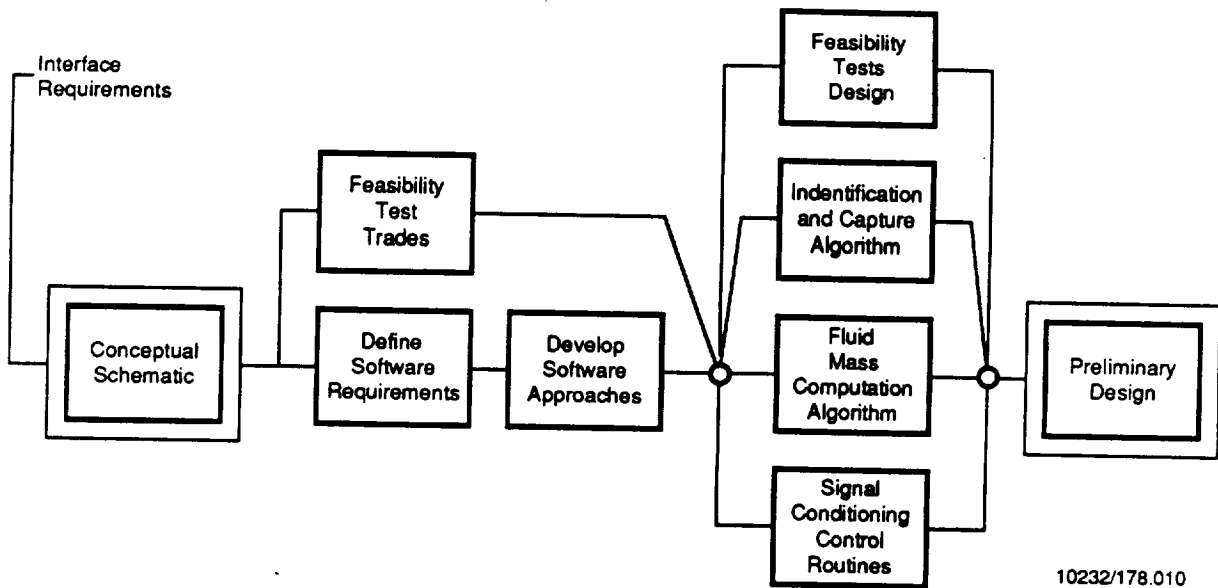 Interface
Requirements
Conceptual
Schematic
Feasibility
Test
Trades
Define
Software
Requirements
Develop
Software
Approaches
Feasibility
Tests
Design
Indentification
and Capture
Algorithm
Fluid
Mass
Computation
Algorithm
Signal
Conditioning
Control
Routines
Preliminary
Design
10232/178.010